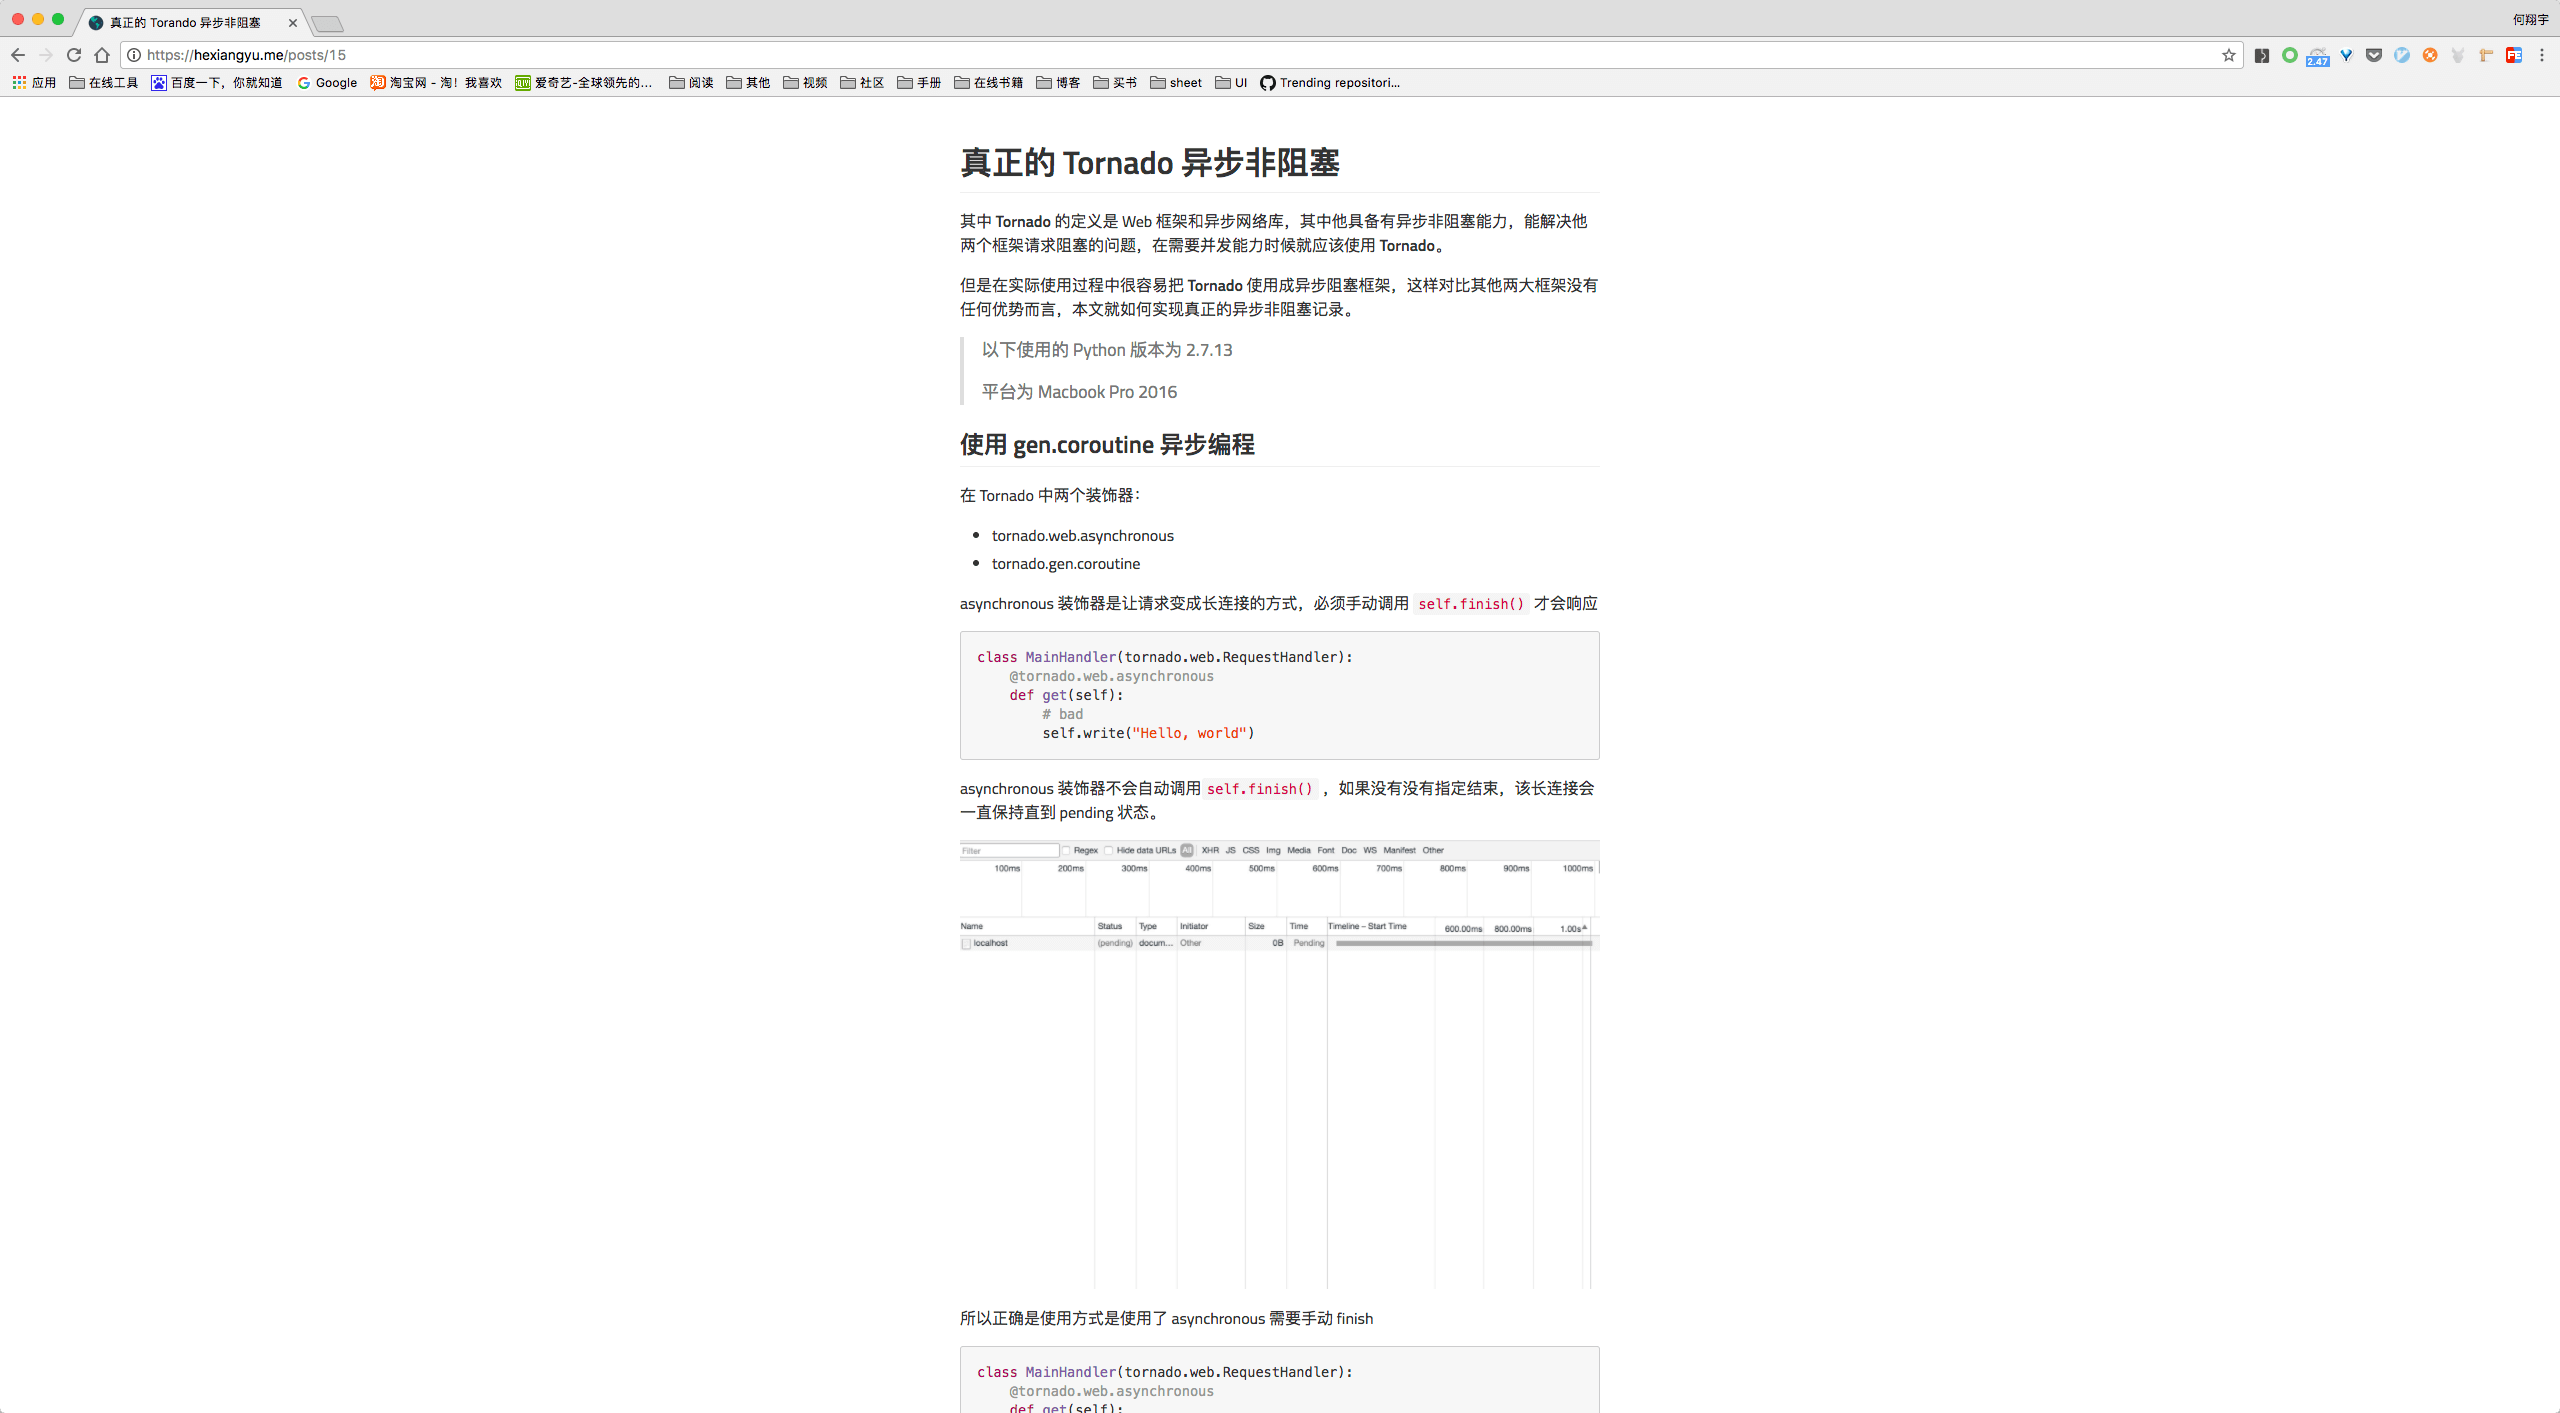 真正的 Torando 异步非阻塞
何翔宇
https://hexiangyu.me/posts/15
2.47
应用 在线工具 百度一下，你就知道 Google 淘宝网 - 淘！我喜欢 爱奇艺-全球领先的... 阅读 其他 视频 社区 手册 在线书籍 博客 买书 sheet UI Trending repositori...
真正的 Tornado 异步非阻塞
其中 Tornado 的定义是 Web 框架和异步网络库，其中他具备有异步非阻塞能力，能解决他
两个框架请求阻塞的问题，在需要并发能力时候就应该使用 Tornado。
但是在实际使用过程中很容易把 Tornado 使用成异步阻塞框架，这样对比其他两大框架没有
任何优势而言，本文就如何实现真正的异步非阻塞记录。
以下使用的 Python 版本为 2.7.13
平台为 Macbook Pro 2016
使用 gen.coroutine 异步编程
在 Tornado 中两个装饰器：
tornado.web.asynchronous
tornado.gen.coroutine
asynchronous 装饰器是让请求变成长连接的方式，必须手动调用 self.finish() 才会响应
class MainHandler(tornado.web.RequestHandler):
@tornado.web.asynchronous
def get(self):
# bad
self.write("Hello, world")
asynchronous 装饰器不会自动调用 self.finish() ，如果没有没有指定结束，该长连接会
一直保持直到 pending 状态。
Filter Regex Hide data URLs All XHR JS CSS Img Media Font Doc WS Manifest Other
100ms 200ms 300ms 400ms 500ms 600ms 700ms 800ms 900ms 1000ms
Name Status Type Initiator Size Time Timeline – Start Time 600.00ms 800.00ms 1.00s
localhost (pending) docum... Other 0B Pending
所以正确是使用方式是使用了 asynchronous 需要手动 finish
class MainHandler(tornado.web.RequestHandler):
@tornado.web.asynchronous
def get(self):